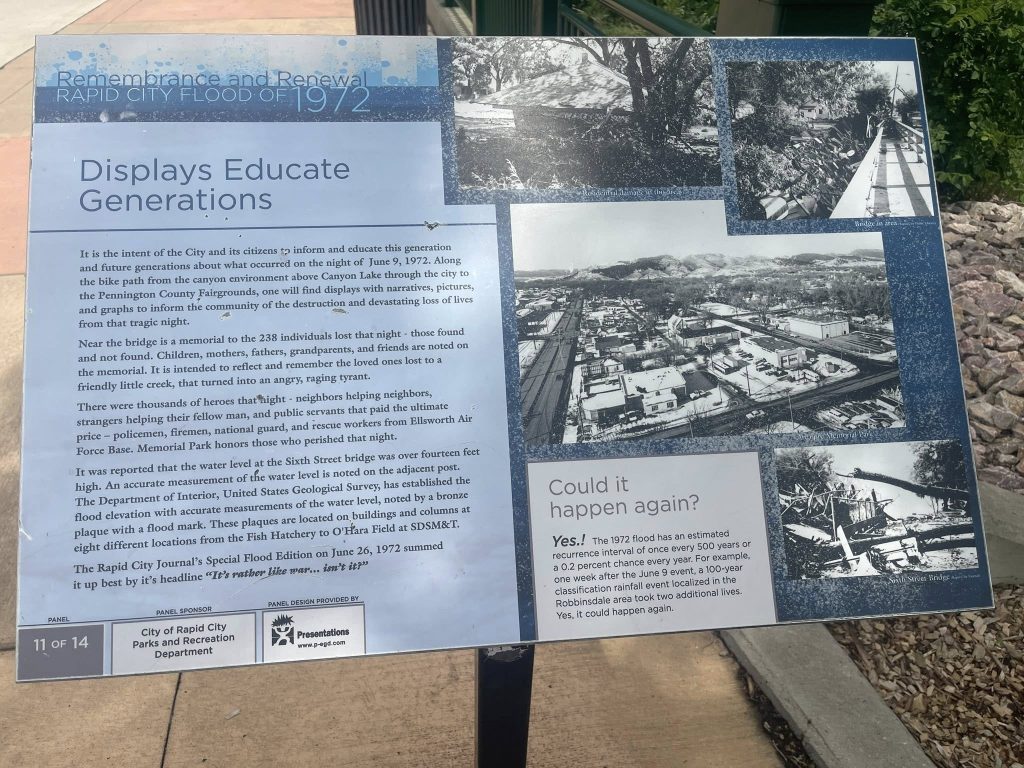 Remembrance and Renewal
RAPID CITY FLOOD OF 1972
Displays Educate
Generations
It is the intent of the City and its citizens to inform and educate this generation
and future generations about what occurred on the night of June 9, 1972. Along
the bike path from the canyon environment above Canyon Lake through the city to
the Pennington County Fairgrounds, one will find displays with narratives, pictures,
and graphs to inform the community of the destruction and devastating loss of lives
from that tragic night.
Near the bridge is a memorial to the 238 individuals lost that night - those found
and not found. Children, mothers, fathers, grandparents, and friends are noted on
the memorial. It is intended to reflect and remember the loved ones lost to a
friendly little creek, that turned into an angry, raging tyrant.
There were thousands of heroes that night - neighbors helping neighbors,
strangers helping their fellow man, and public servants that paid the ultimate
price – policemen, firemen, national guard, and rescue workers from Ellsworth Air
Force Base. Memorial Park honors those who perished that night.
It was reported that the water level at the Sixth Street bridge was over fourteen feet
high. An accurate measurement of the water level is noted on the adjacent post.
The Department of Interior, United States Geological Survey, has established the
flood elevation with accurate measurements of the water level, noted by a bronze
plaque with a flood mark. These plaques are located on buildings and columns at
eight different locations from the Fish Hatchery to O'Hara Field at SDSM&T.
The Rapid City Journal's Special Flood Edition on June 26, 1972 summed
it up best by it's headline "It's rather like war... isn't it?"
PANEL
11 OF 14
PANEL SPONSOR
City of Rapid City
Parks and Recreation
Department
PANEL DESIGN PROVIDED BY
Presentations
www.p-egd.com
Residential damage in this area
Bridge in area
Memorial Park
Could it
happen again?
Yes.! The 1972 flood has an estimated
recurrence interval of once every 500 years or
a 0.2 percent chance every year. For example,
one week after the June 9 event, a 100-year
classification rainfall event localized in the
Robbinsdale area took two additional lives.
Yes, it could happen again.
Sixth Street Bridge